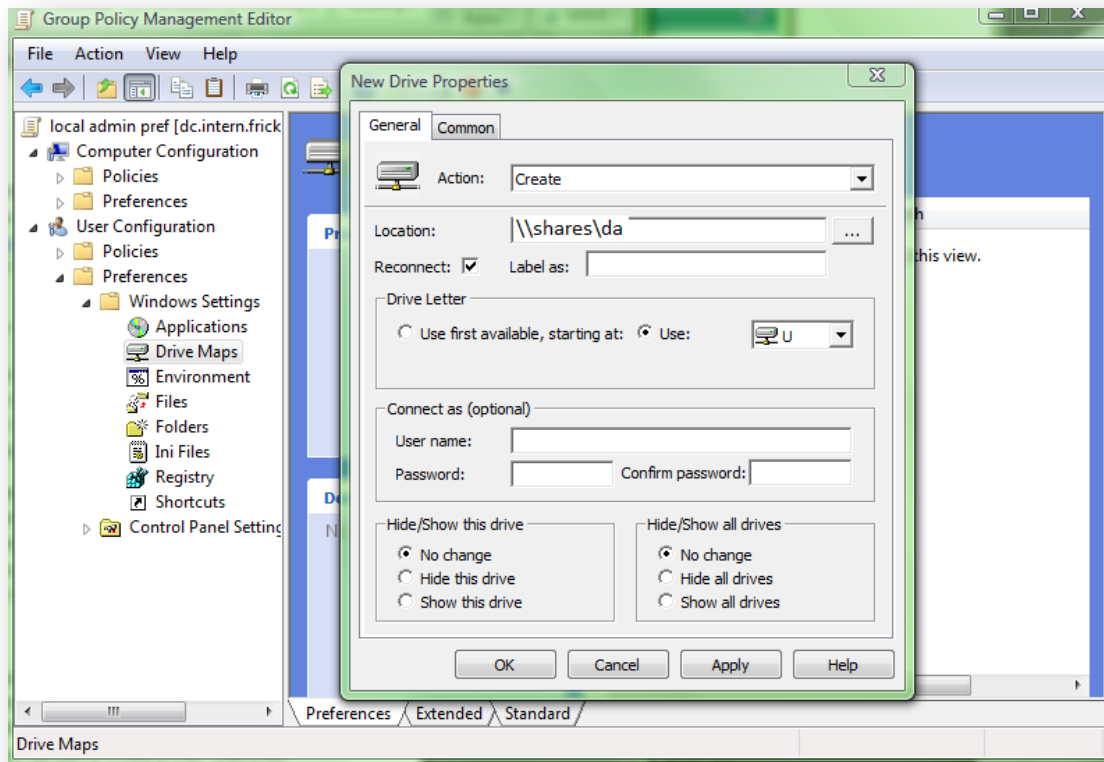 Group Policy Management Editor
File Action View Help
local admin pref [dc.intern.frick
Computer Configuration
Policies
Preferences
User Configuration
Policies
Preferences
Windows Settings
Applications
Drive Maps
Environment
Files
Folders
Ini Files
Registry
Shortcuts
Control Panel Setting
New Drive Properties
General Common
Action: Create
Location: \\shares\da ...
Reconnect: Label as:
Drive Letter
Use first available, starting at: Use: U
Connect as (optional)
User name:
Password: Confirm password:
Hide/Show this drive
No change
Hide this drive
Show this drive
Hide/Show all drives
No change
Hide all drives
Show all drives
OK Cancel Apply Help
Pr
De
N
h
this view.
Preferences Extended Standard
Drive Maps